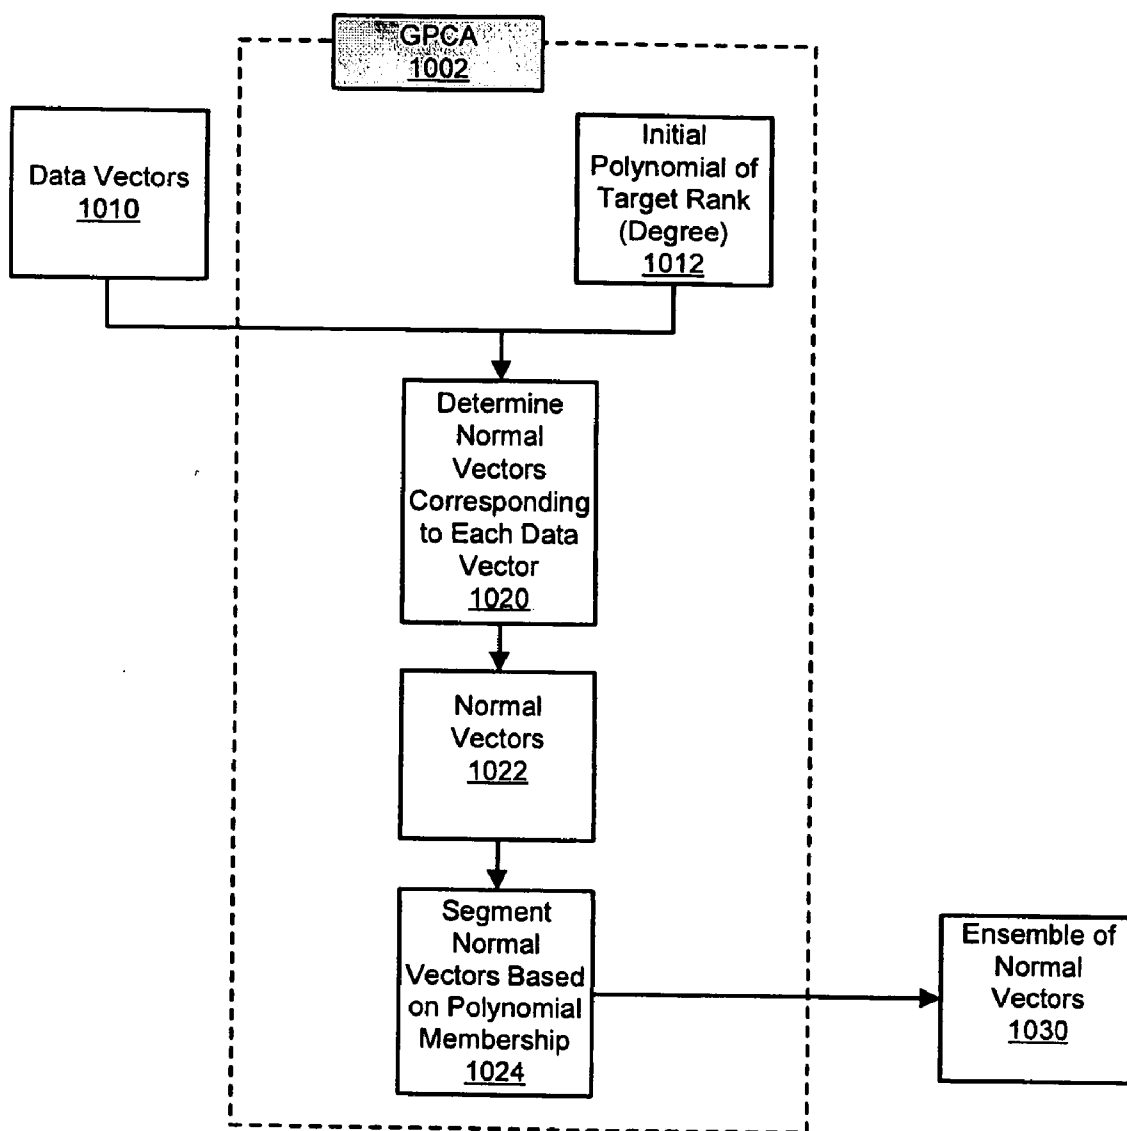 GPCA
1002
Data Vectors
1010
Initial
Polynomial of
Target Rank
(Degree)
1012
Determine
Normal
Vectors
Corresponding
to Each Data
Vector
1020
Normal
Vectors
1022
Segment
Normal
Vectors Based
on Polynomial
Membership
1024
Ensemble of
Normal
Vectors
1030